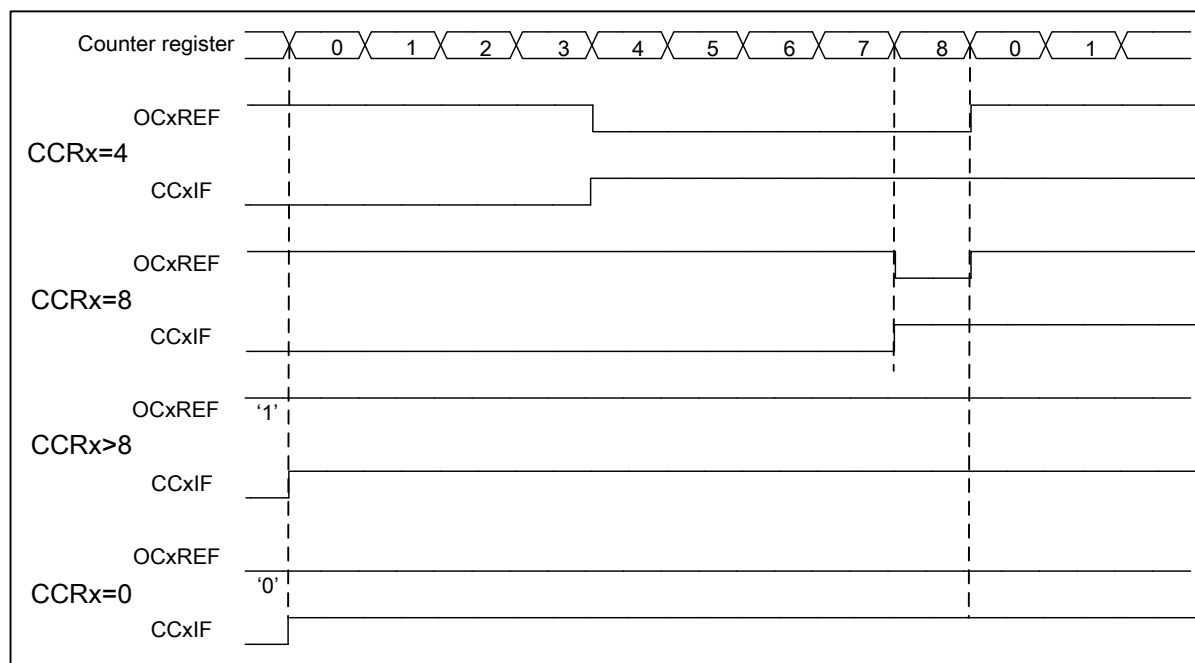 Counter register 0 1 2 3 4 5 6 7 8 0 1
OCxREF
CCRx=4
CCxIF
OCxREF
CCRx=8
CCxIF
OCxREF ‘1’
CCRx>8
CCxIF
OCxREF
‘0’
CCRx=0
CCxIF